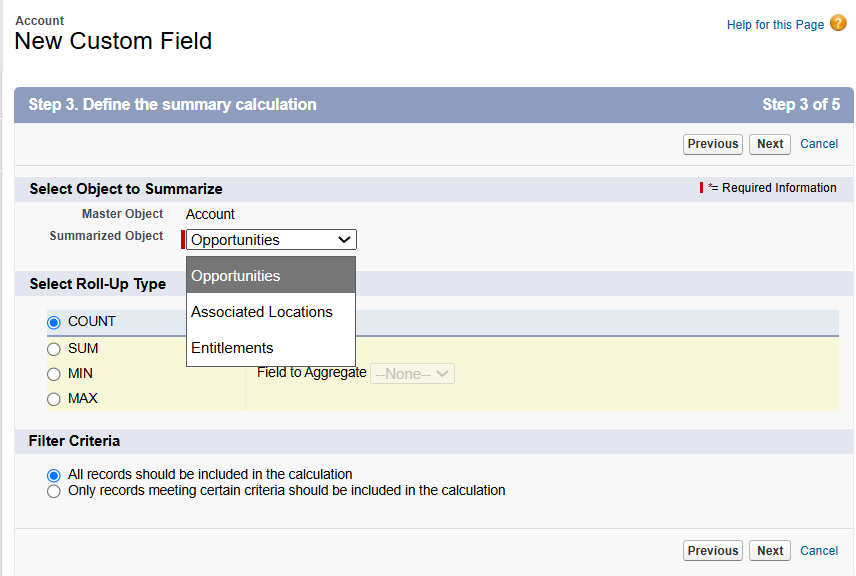 Account
Help for this Page ?
New Custom Field
Step 3. Define the summary calculation Step 3 of 5
Previous Next Cancel
Select Object to Summarize *= Required Information
Master Object Account
Summarized Object Opportunities
Opportunities
Select Roll-Up Type
Associated Locations
COUNT
SUM Entitlements
MIN Field to Aggregate --None--
MAX
Filter Criteria
All records should be included in the calculation
Only records meeting certain criteria should be included in the calculation
Previous Next Cancel